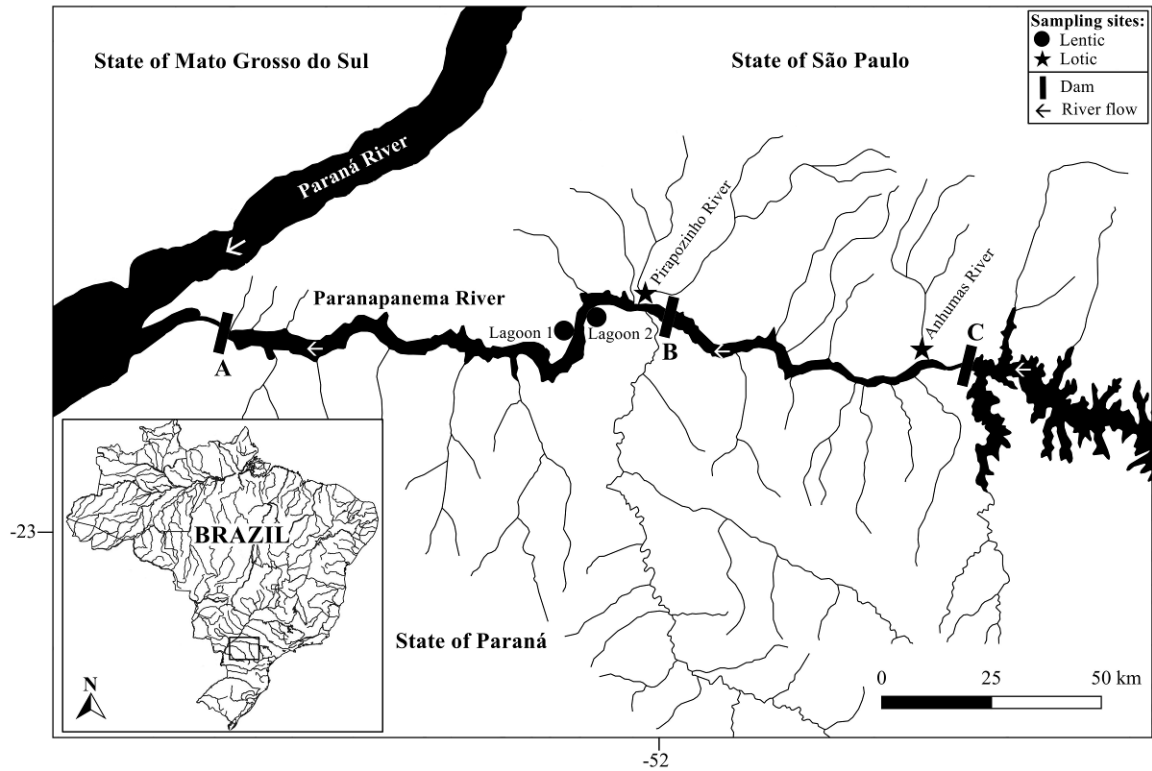 State of Mato Grosso do Sul
State of São Paulo
Sampling sites:
Lentic
Lotic
Dam
River flow
Paraná River
Pirapozinho River
Anhumas River
Paranapanema River
Lagoon 1
Lagoon 2
A
B
C
BRAZIL
-23
State of Paraná
N
0 25 50 km
-52